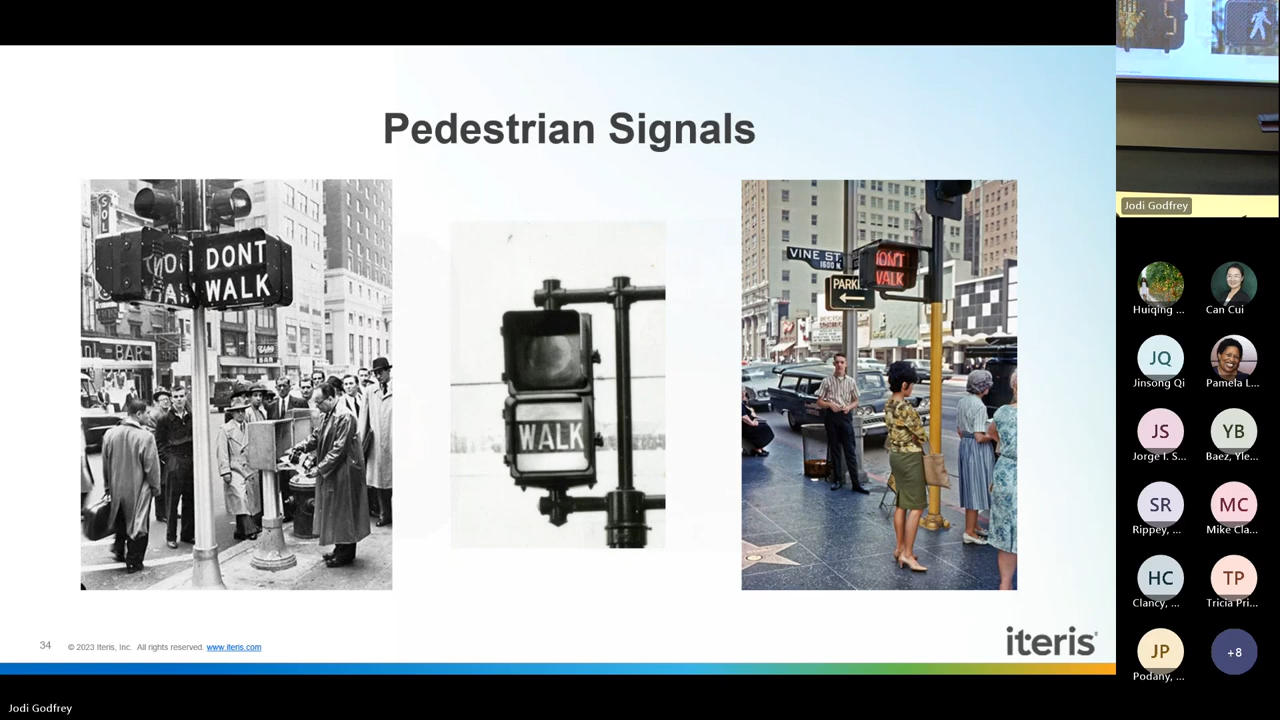 Pedestrian Signals
DONT
WALK
BAR
WALK
VINE ST.
1600 N.
DONT
WALK
34
© 2023 Iteris, Inc. All rights reserved. www.iteris.com
iteris
Jodi Godfrey
Jodi Godfrey
Huiqing ...
Can Cui
JQ
Jinsong Qi
Pamela L...
JS
Jorge I. S...
YB
Baez, Yle...
SR
Rippey, ...
MC
Mike Cla...
HC
Clancy, ...
TP
Tricia Pri...
JP
Podany, ...
+8